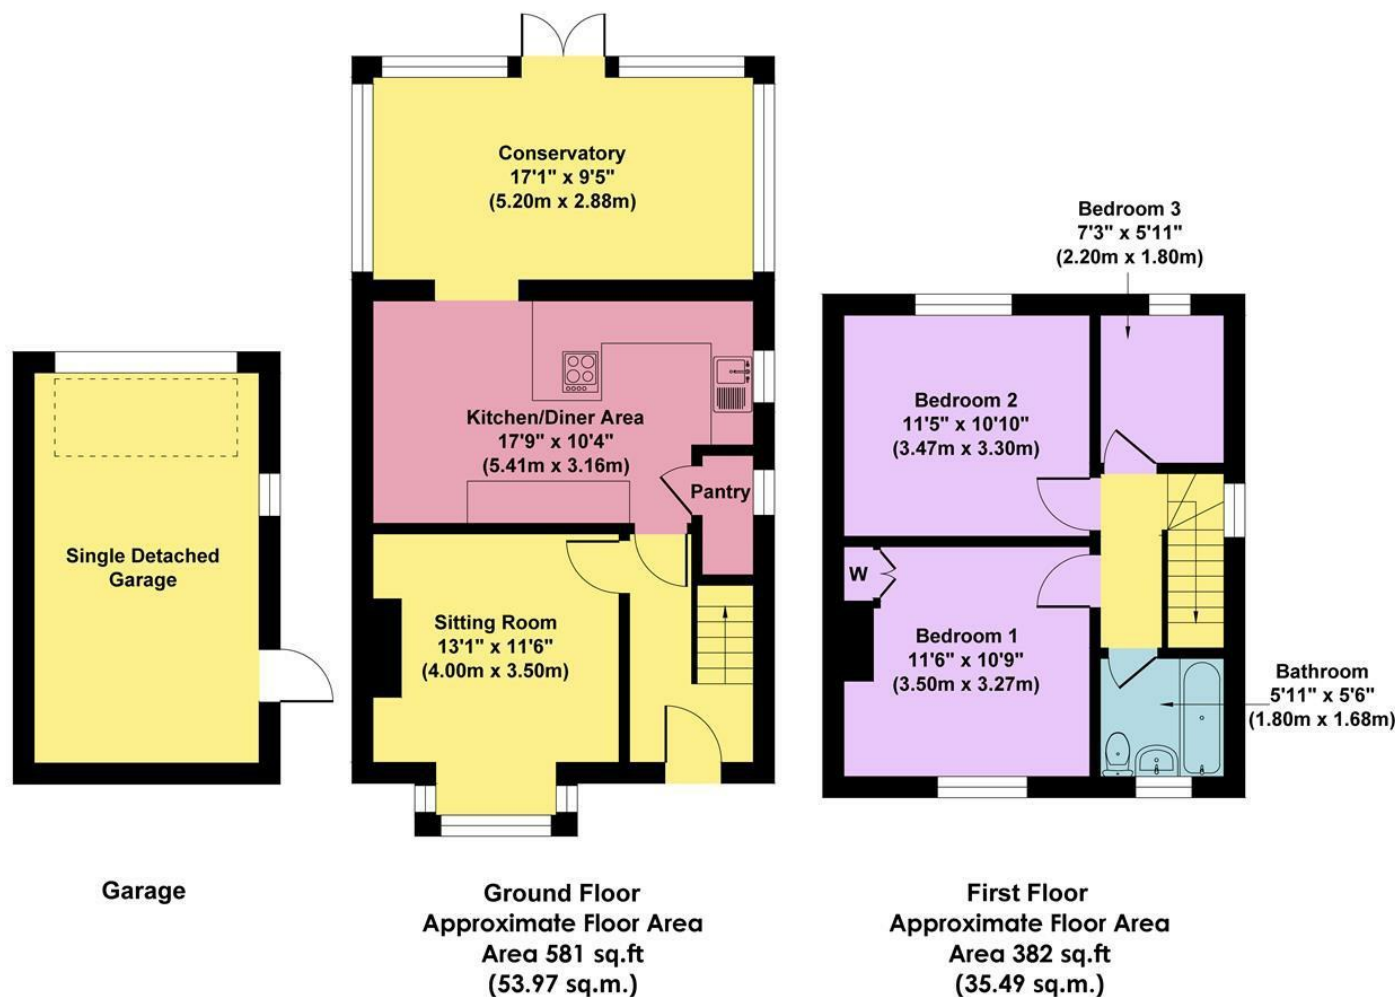 Conservatory
17'1" x 9'5"
(5.20m x 2.88m)
Kitchen/Diner Area
17'9" x 10'4"
(5.41m x 3.16m)
Pantry
Single Detached
Garage
Sitting Room
13'1" x 11'6"
(4.00m x 3.50m)
Bedroom 3
7'3" x 5'11"
(2.20m x 1.80m)
Bedroom 2
11'5" x 10'10"
(3.47m x 3.30m)
W
Bedroom 1
11'6" x 10'9"
(3.50m x 3.27m)
Bathroom
5'11" x 5'6"
(1.80m x 1.68m)
Garage
Ground Floor
Approximate Floor Area
Area 581 sq.ft
(53.97 sq.m.)
First Floor
Approximate Floor Area
Area 382 sq.ft
(35.49 sq.m.)